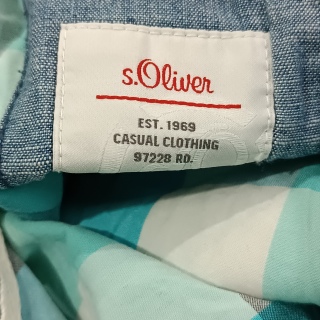 s.Oliver
EST. 1969
CASUAL CLOTHING
97228 RO.